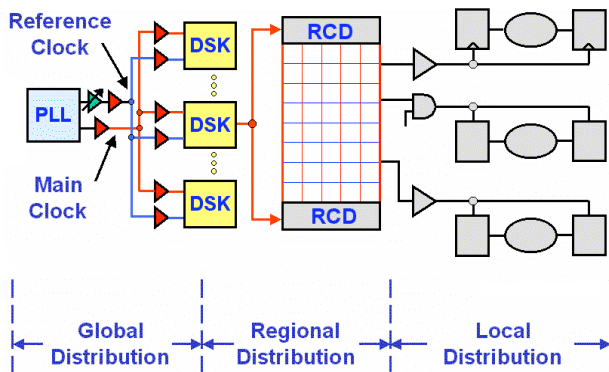 Reference
Clock
PLL
Main
Clock
DSK
DSK
DSK
RCD
RCD
Global
Distribution
Regional
Distribution
Local
Distribution